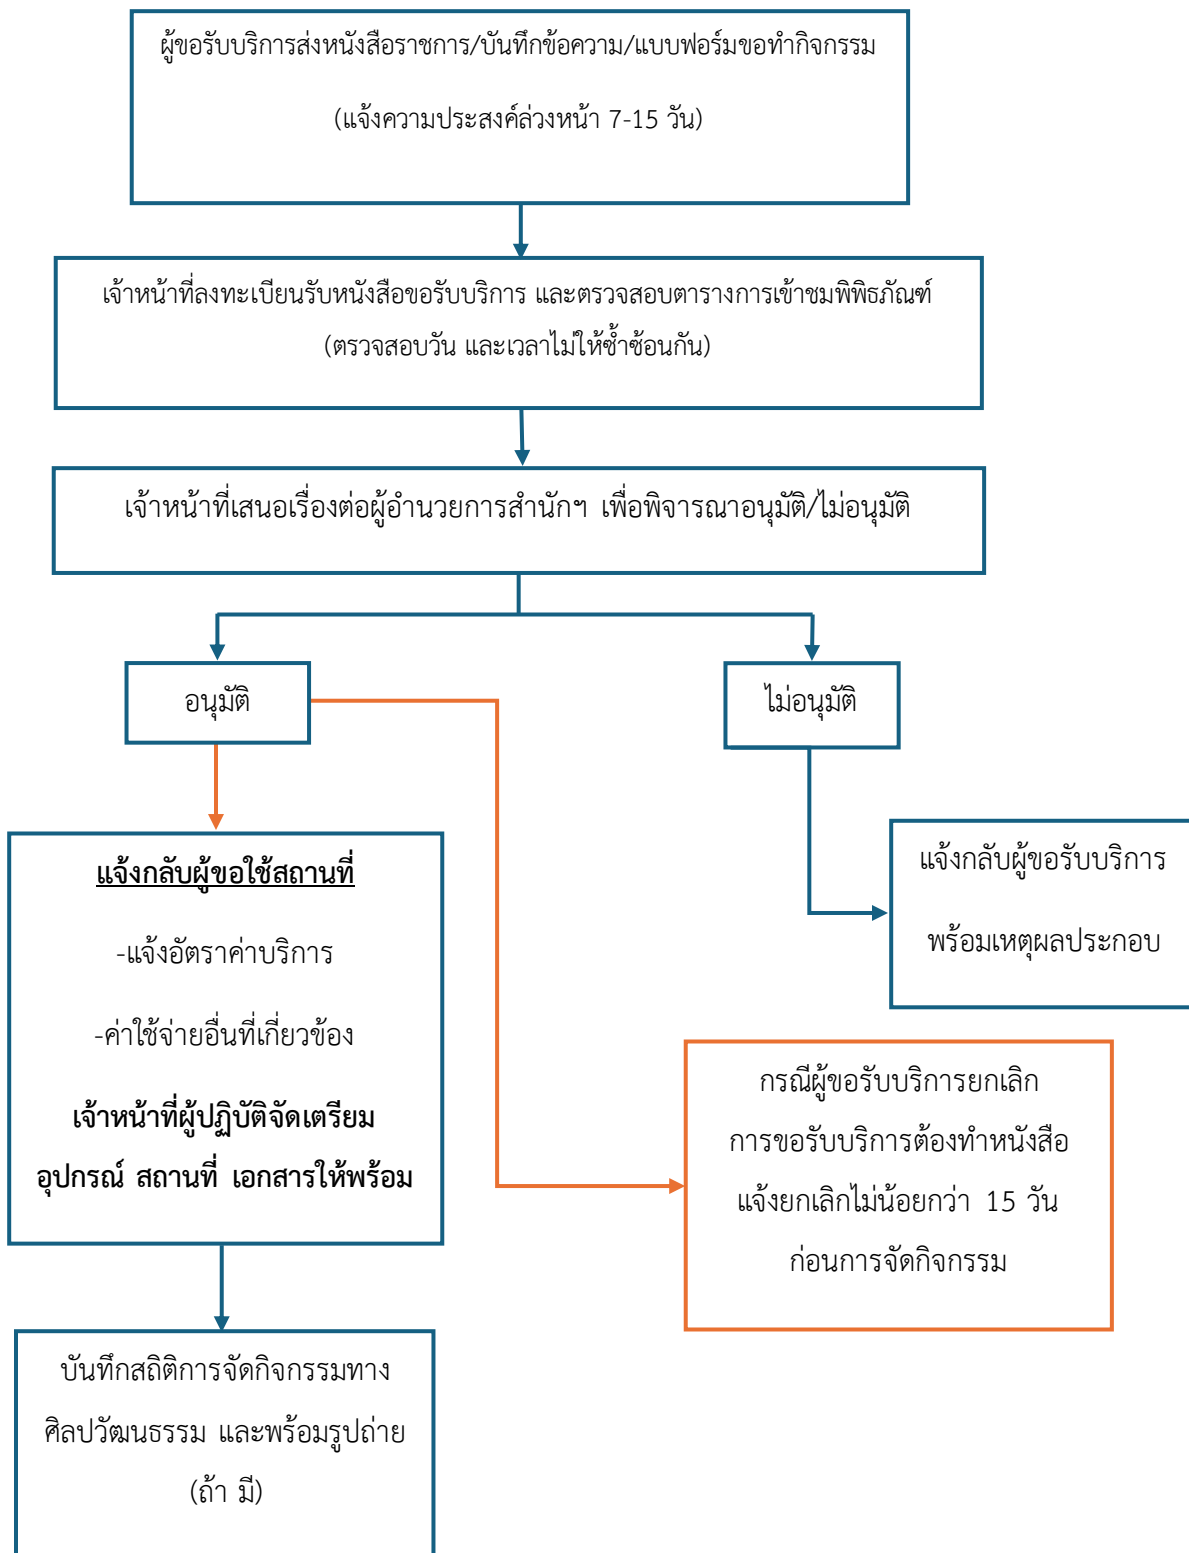 ผู้ขอรับบริการส่งหนังสือราชการ/บันทึกข้อความ/แบบฟอร์มขอทำกิจกรรม
(แจ้งความประสงค์ล่วงหน้า 7-15 วัน)
เจ้าหน้าที่ลงทะเบียนรับหนังสือขอรับบริการ และตรวจสอบตารางการเข้าชมพิพิธภัณฑ์
(ตรวจสอบวัน และเวลาไม่ให้ซ้ำซ้อนกัน)
เจ้าหน้าที่เสนอเรื่องต่อผู้อำนวยการสำนักฯ เพื่อพิจารณาอนุมัติ/ไม่อนุมัติ
อนุมัติ
ไม่อนุมัติ
แจ้งกลับผู้ขอใช้สถานที่
-แจ้งอัตราค่าบริการ
-ค่าใช้จ่ายอื่นที่เกี่ยวข้อง
เจ้าหน้าที่ผู้ปฏิบัติจัดเตรียม
อุปกรณ์ สถานที่ เอกสารให้พร้อม
แจ้งกลับผู้ขอรับบริการ
พร้อมเหตุผลประกอบ
กรณีผู้ขอรับบริการยกเลิก
การขอรับบริการต้องทำหนังสือ
แจ้งยกเลิกไม่น้อยกว่า 15 วัน
ก่อนการจัดกิจกรรม
บันทึกสถิติการจัดกิจกรรมทาง
ศิลปวัฒนธรรม และพร้อมรูปถ่าย
(ถ้า มี)